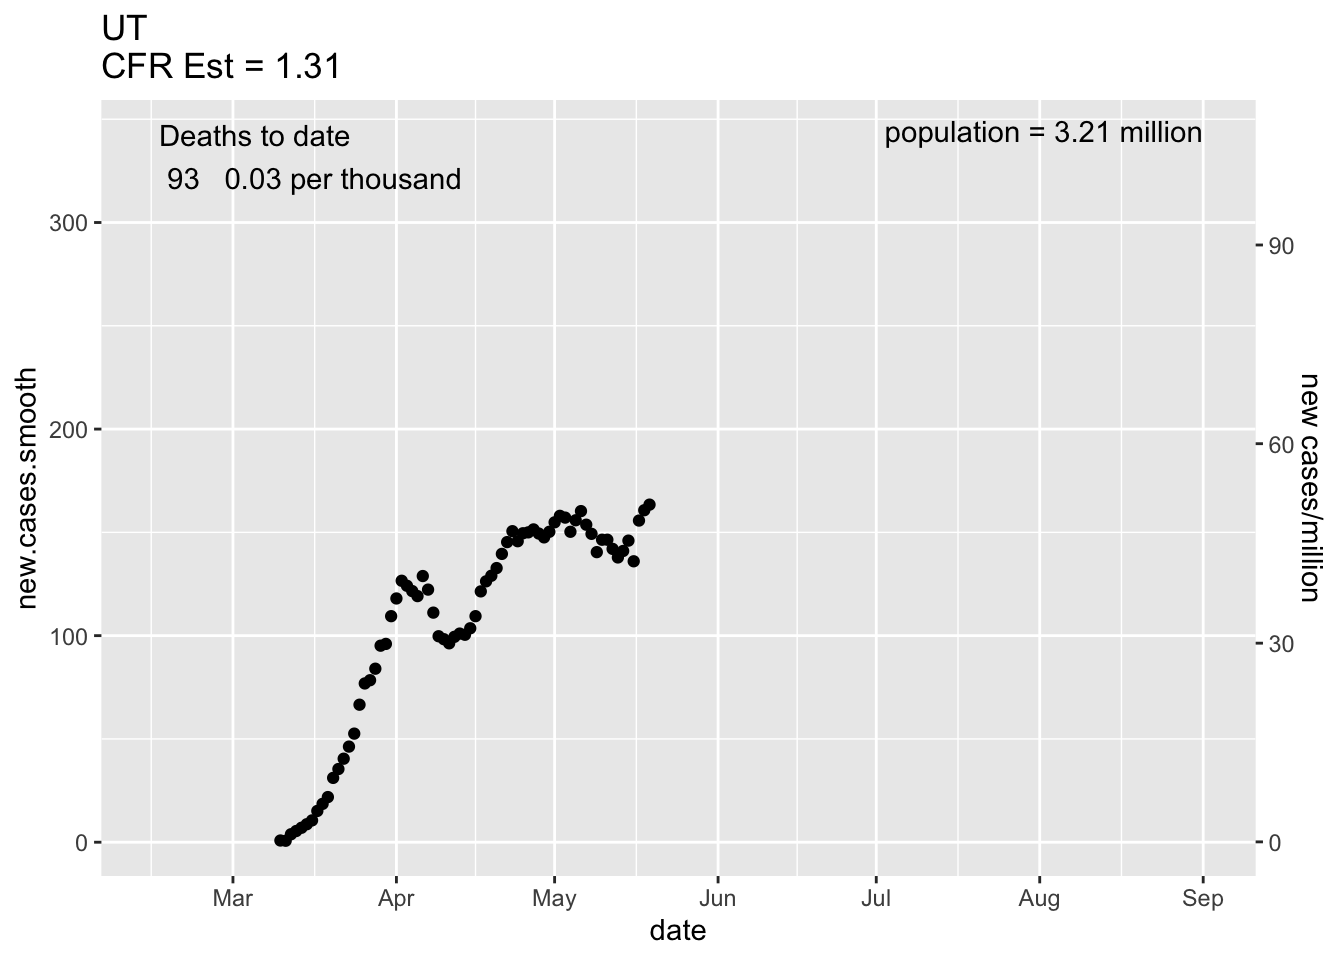 UT
CFR Est = 1.31
Deaths to date
93 0.03 per thousand
population = 3.21 million
new.cases.smooth
300
200
100
0
90
60
30
0
new cases/million
Mar Apr May Jun Jul Aug Sep
date